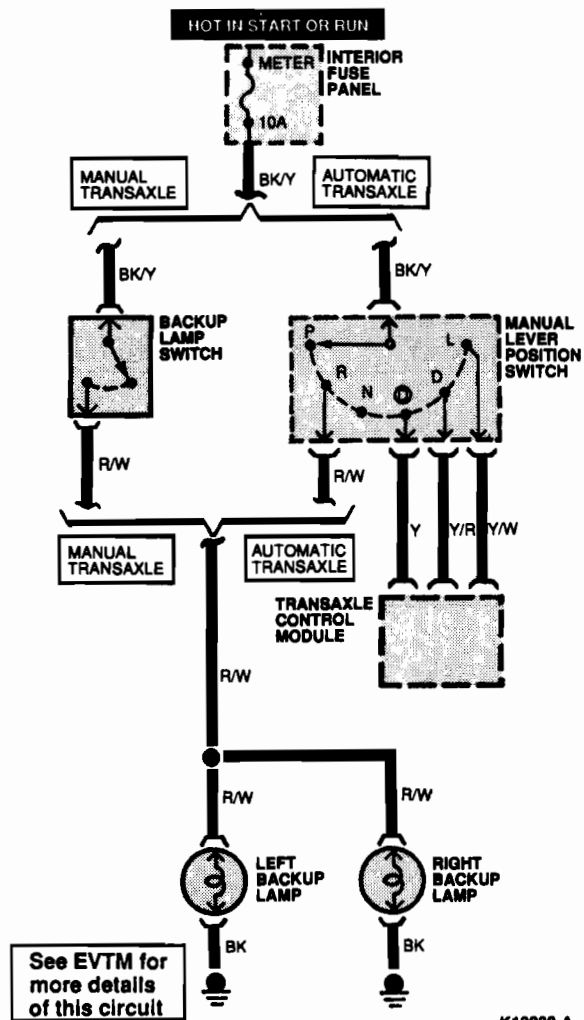 HOT IN START OR RUN
METER
INTERIOR
FUSE
PANEL
10A
BK/Y
MANUAL
TRANSAXLE
AUTOMATIC
TRANSAXLE
BK/Y
BK/Y
BACKUP
LAMP
SWITCH
MANUAL
LEVER
POSITION
SWITCH
P
R
N
D
D
L
R/W
R/W
Y
Y/R
Y/W
MANUAL
TRANSAXLE
AUTOMATIC
TRANSAXLE
TRANSAXLE
CONTROL
MODULE
R/W
R/W
R/W
LEFT
BACKUP
LAMP
RIGHT
BACKUP
LAMP
BK
BK
See EVTM for
more details
of this circuit